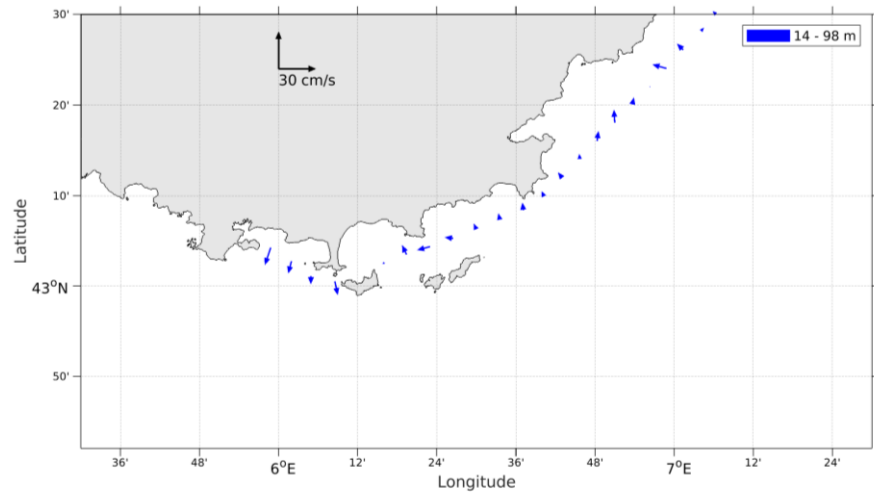 30'
14 - 98 m
30 cm/s
20'
10'
43°N
50'
Latitude
36'
48'
6°E
12'
24'
36'
48'
7°E
12'
24'
Longitude